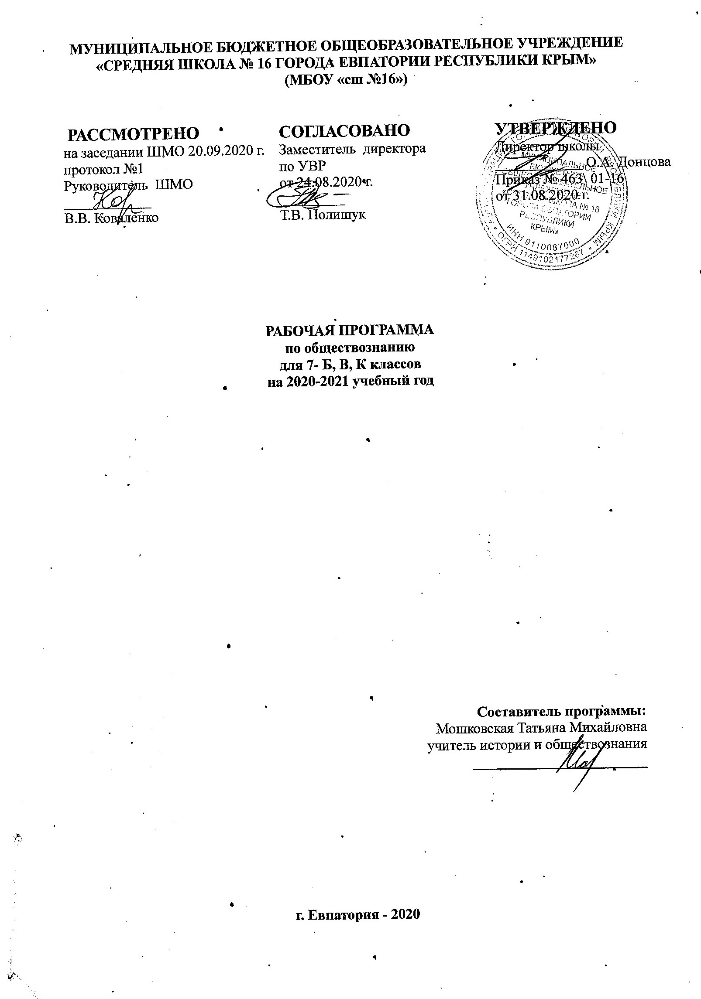 МУНИЦИПАЛЬНОЕ БЮДЖЕТНОЕ ОБЩЕОБРАЗОВАТЕЛЬНОЕ УЧРЕЖДЕНИЕ
«СРЕДНЯЯ ШКОЛА № 16 ГОРОДА ЕВПАТОРИИ РЕСПУБЛИКИ КРЫМ»
(МБОУ «сш №16»)
РАССМОТРЕНО
на заседании ШМО 20.09.2020 г.
протокол №1
Руководитель ШМО
В.В. Коваленко
СОГЛАСОВАНО
Заместитель директора
по УВР
от 24.08.2020 г.
Т.В. Полищук
УТВЕРЖДЕНО
Директор школы
О.А. Донцова
Приказ № 463\ 01-16
от 31.08.2020 г.
МУНИЦИПАЛЬНОЕ
БЮДЖЕТНОЕ
ШКОЛА № 16
ГОРОДА ЕВПАТОРИИ
РЕСПУБЛИКИ
КРЫМ»
ИНН 9110087000
ОГРН 1149102177267
РАБОЧАЯ ПРОГРАММА
по обществознанию
для 7- Б, В, К классов
на 2020-2021 учебный год
Составитель программы:
Мошковская Татьяна Михайловна
учитель истории и обществознания
г. Евпатория - 2020